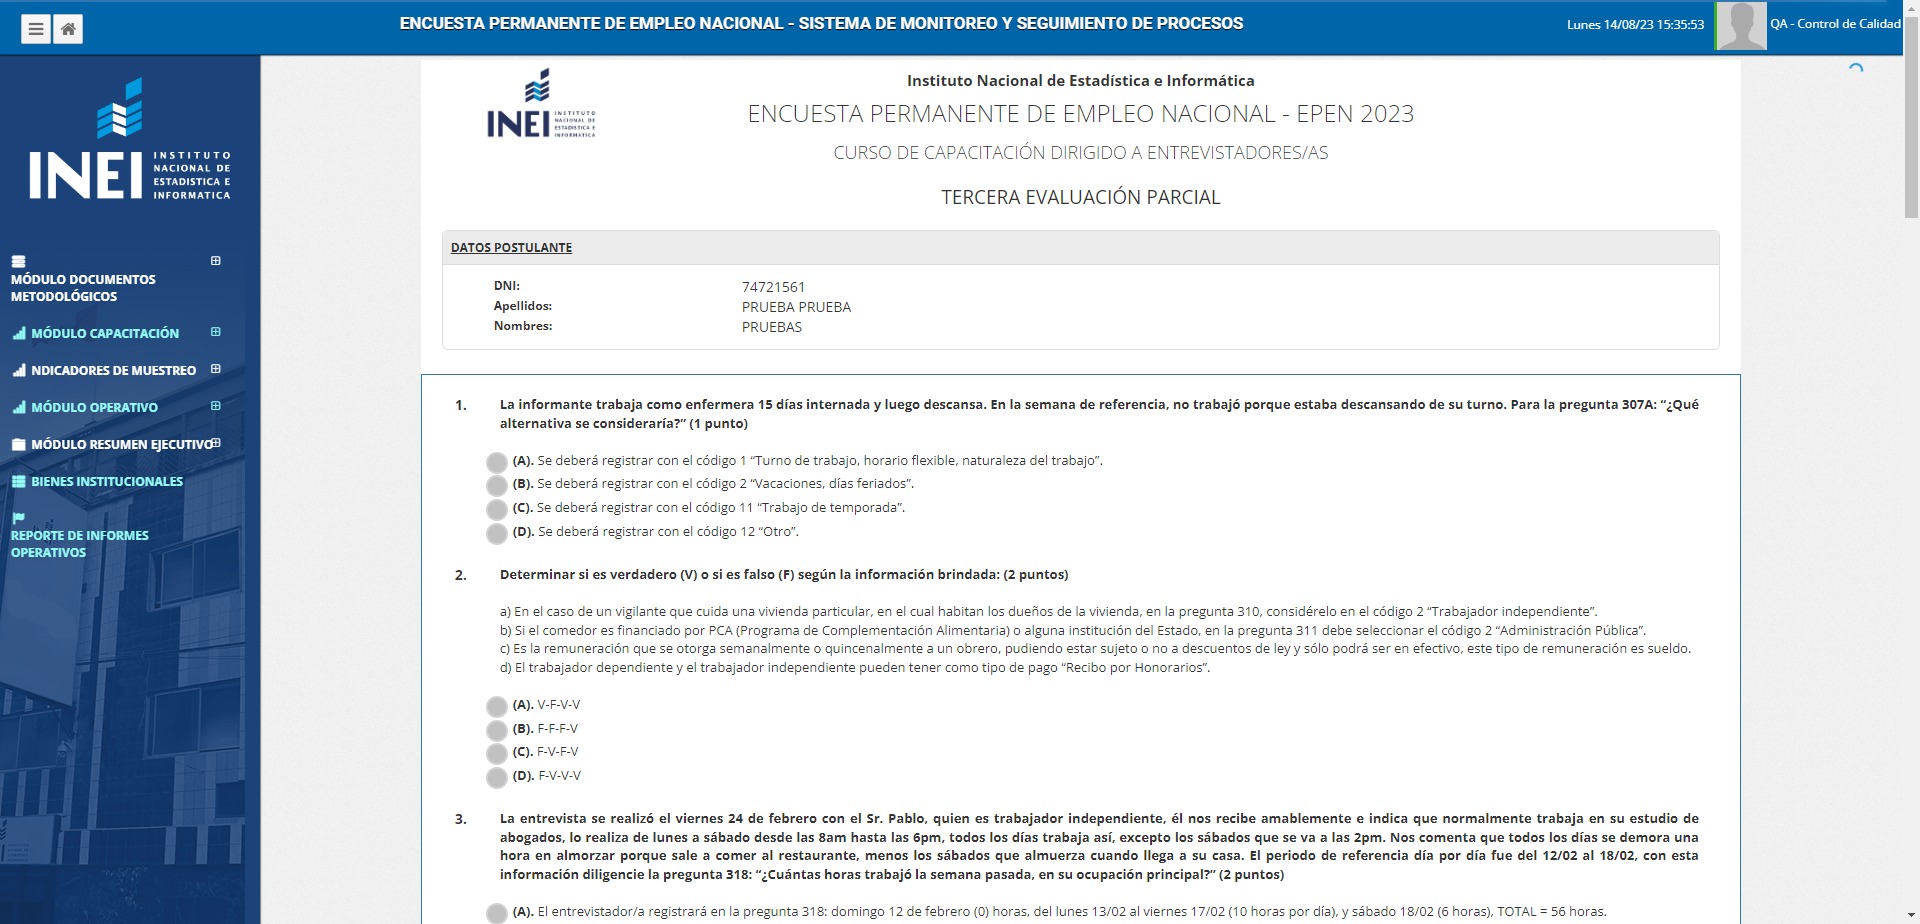 ENCUESTA PERMANENTE DE EMPLEO NACIONAL - SISTEMA DE MONITOREO Y SEGUIMIENTO DE PROCESOS
Lunes 14/08/23 15:35:53
QA - Control de Calidad
INEI
INSTITUTO
NACIONAL DE
ESTADISTICA E
INFORMATICA
MÓDULO DOCUMENTOS
METODOLÓGICOS
MÓDULO CAPACITACIÓN
NDICADORES DE MUESTREO
MÓDULO OPERATIVO
MÓDULO RESUMEN EJECUTIVO
BIENES INSTITUCIONALES
REPORTE DE INFORMES
OPERATIVOS
INEI
INSTITUTO
NACIONAL DE
ESTADISTICA E
INFORMATICA
Instituto Nacional de Estadística e Informática
ENCUESTA PERMANENTE DE EMPLEO NACIONAL - EPEN 2023
CURSO DE CAPACITACIÓN DIRIGIDO A ENTREVISTADORES/AS
TERCERA EVALUACIÓN PARCIAL
DATOS POSTULANTE
DNI: 74721561
Apellidos: PRUEBA PRUEBA
Nombres: PRUEBAS
1. La informante trabaja como enfermera 15 días internada y luego descansa. En la semana de referencia, no trabajó porque estaba descansando de su turno. Para la pregunta 307A: “¿Qué
alternativa se consideraría?” (1 punto)
(A). Se deberá registrar con el código 1 “Turno de trabajo, horario flexible, naturaleza del trabajo”.
(B). Se deberá registrar con el código 2 “Vacaciones, días feriados”.
(C). Se deberá registrar con el código 11 “Trabajo de temporada”.
(D). Se deberá registrar con el código 12 “Otro”.
2. Determinar si es verdadero (V) o si es falso (F) según la información brindada: (2 puntos)
a) En el caso de un vigilante que cuida una vivienda particular, en el cual habitan los dueños de la vivienda, en la pregunta 310, considérelo en el código 2 “Trabajador independiente”.
b) Si el comedor es financiado por PCA (Programa de Complementación Alimentaria) o alguna institución del Estado, en la pregunta 311 debe seleccionar el código 2 “Administración Pública”.
c) Es la remuneración que se otorga semanalmente o quincenalmente a un obrero, pudiendo estar sujeto o no a descuentos de ley y sólo podrá ser en efectivo, este tipo de remuneración es sueldo.
d) El trabajador dependiente y el trabajador independiente pueden tener como tipo de pago “Recibo por Honorarios”.
(A). V-F-V-V
(B). F-F-F-V
(C). F-V-F-V
(D). F-V-V-V
3. La entrevista se realizó el viernes 24 de febrero con el Sr. Pablo, quien es trabajador independiente, él nos recibe amablemente e indica que normalmente trabaja en su estudio de
abogados, lo realiza de lunes a sábado desde las 8am hasta las 6pm, todos los días trabaja así, excepto los sábados que se va a las 2pm. Nos comenta que todos los días se demora una
hora en almorzar porque sale a comer al restaurante, menos los sábados que almuerza cuando llega a su casa. El periodo de referencia día por día fue del 12/02 al 18/02, con esta
información diligencie la pregunta 318: “¿Cuántas horas trabajó la semana pasada, en su ocupación principal?” (2 puntos)
(A). El entrevistador/a registrará en la pregunta 318: domingo 12 de febrero (0) horas, del lunes 13/02 al viernes 17/02 (10 horas por día), y sábado 18/02 (6 horas), TOTAL = 56 horas.